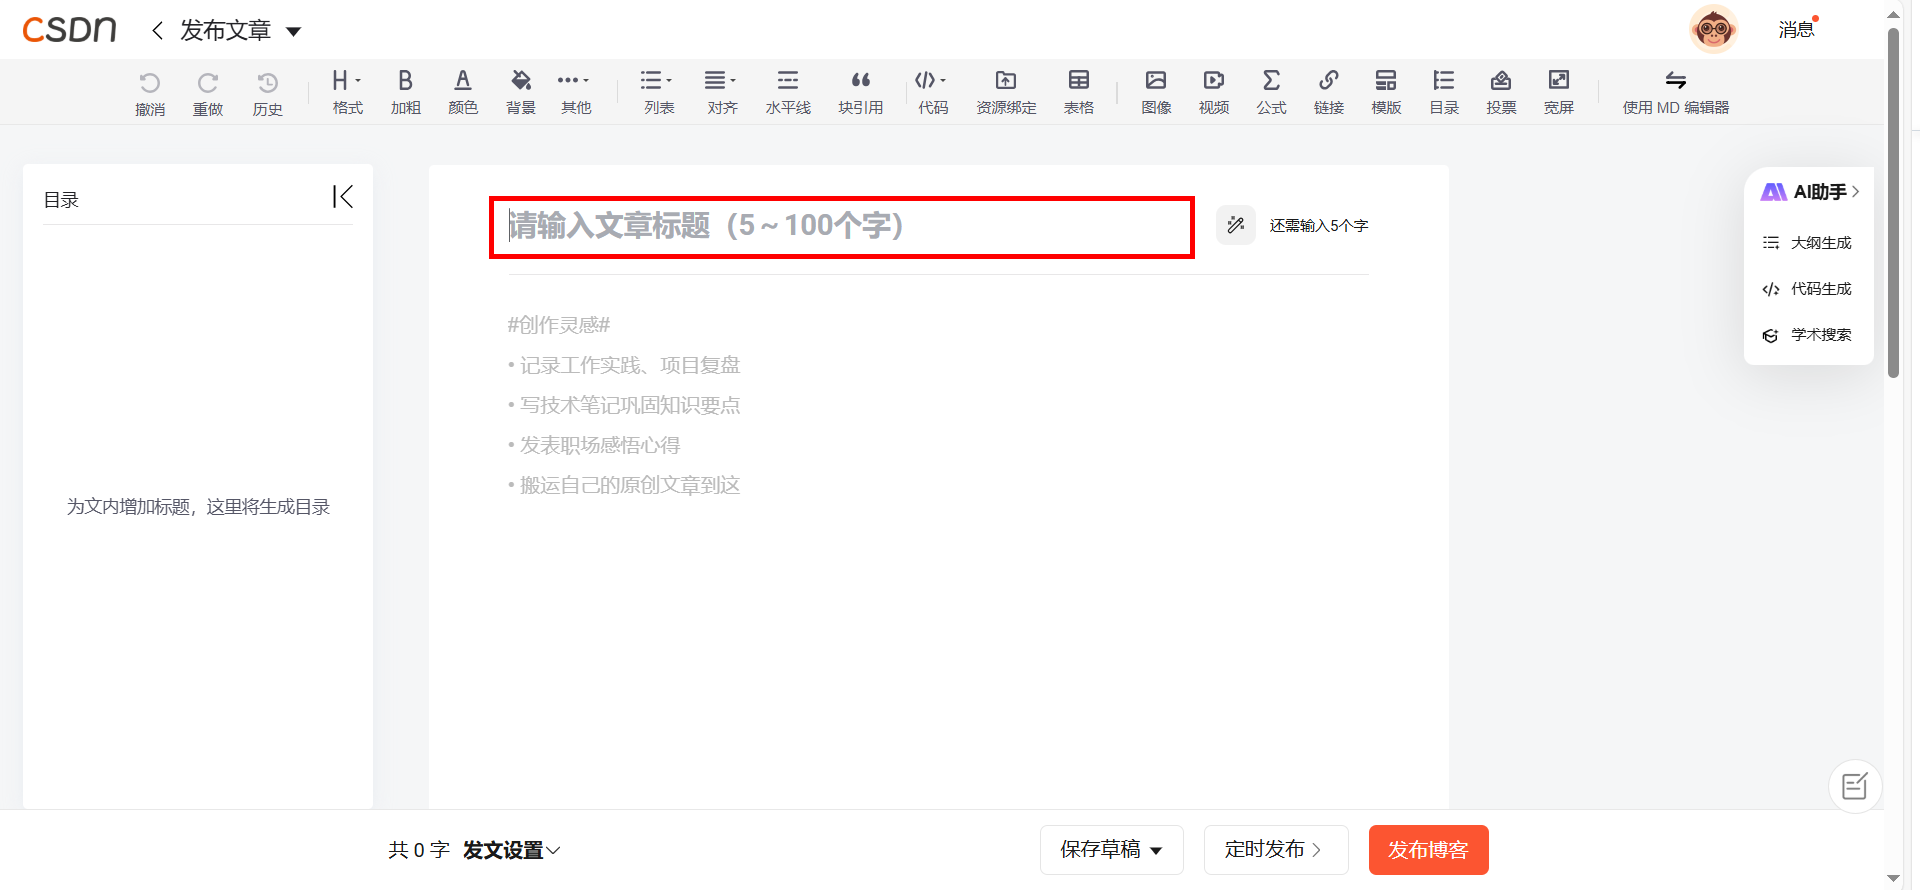 CSDN 发布文章 消息
撤消 重做 历史 格式 加粗 颜色 背景 其他 列表 对齐 水平线 块引用 代码 资源绑定 表格 图像 视频 公式 链接 模版 目录 投票 宽屏 使用 MD 编辑器
目录
为文内增加标题，这里将生成目录
请输入文章标题（5～100个字） 还需输入5个字
#创作灵感#
• 记录工作实践、项目复盘
• 写技术笔记巩固知识要点
• 发表职场感悟心得
• 搬运自己的原创文章到这
AI助手
大纲生成
代码生成
学术搜索
共 0 字 发文设置 保存草稿 定时发布 发布博客